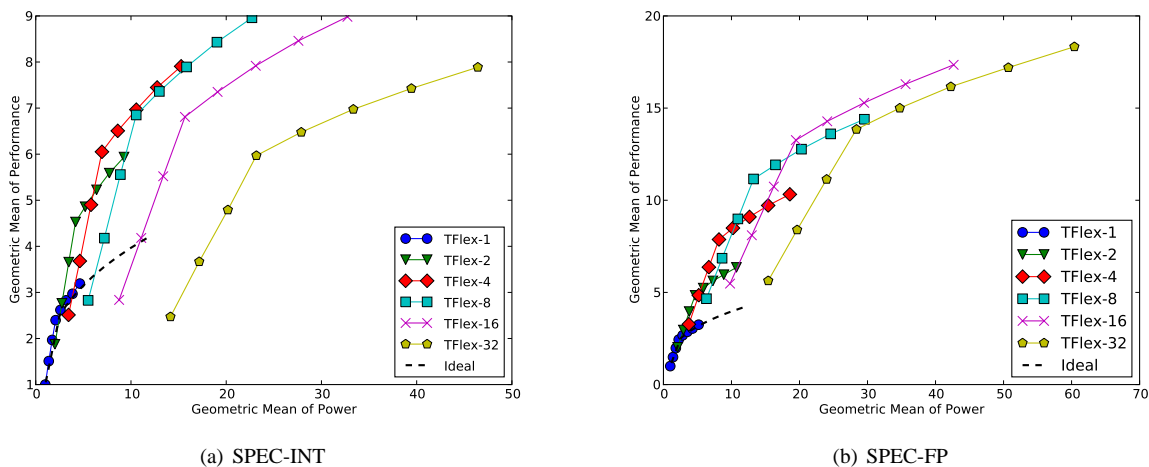 9
8
7
6
5
4
3
2
1
Geometric Mean of Performance
0 10 20 30 40 50
Geometric Mean of Power
TFlex-1
TFlex-2
TFlex-4
TFlex-8
TFlex-16
TFlex-32
Ideal
(a) SPEC-INT
20
15
10
5
0
Geometric Mean of Performance
0 10 20 30 40 50 60 70
Geometric Mean of Power
TFlex-1
TFlex-2
TFlex-4
TFlex-8
TFlex-16
TFlex-32
Ideal
(b) SPEC-FP